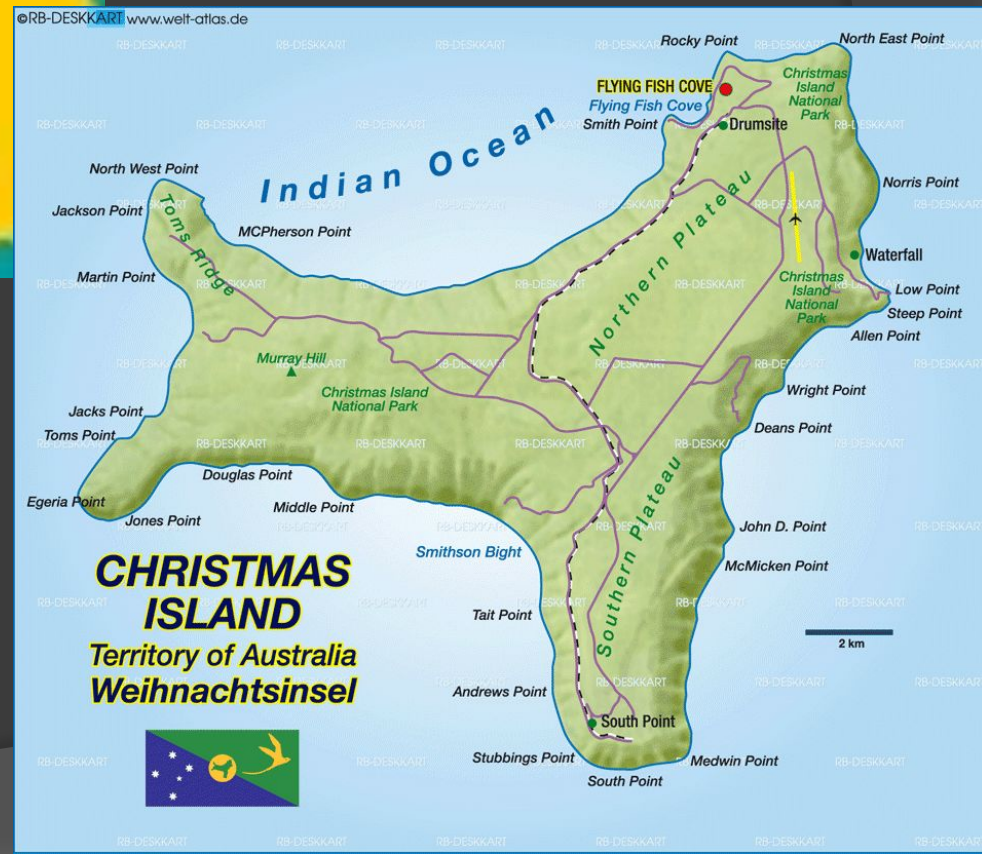 ©RB-DESKKART www.welt-atlas.de
Rocky Point
North East Point
FLYING FISH COVE
Flying Fish Cove
Smith Point
Drumsite
Christmas
Island
National
Park
Indian Ocean
North West Point
Jackson Point
Toms Ridge
MCPherson Point
Martin Point
Northern Plateau
Norris Point
Waterfall
Christmas
Island
National
Park
Low Point
Steep Point
Allen Point
Murray Hill
Christmas Island
National Park
Wright Point
Deans Point
Jacks Point
Toms Point
Douglas Point
Egeria Point
Jones Point
Middle Point
Smithson Bight
Southern Plateau
John D. Point
McMicken Point
CHRISTMAS
ISLAND
Territory of Australia
Weihnachtsinsel
Tait Point
2 km
Andrews Point
South Point
Stubbings Point
Medwin Point
South Point
RB-DESKKART